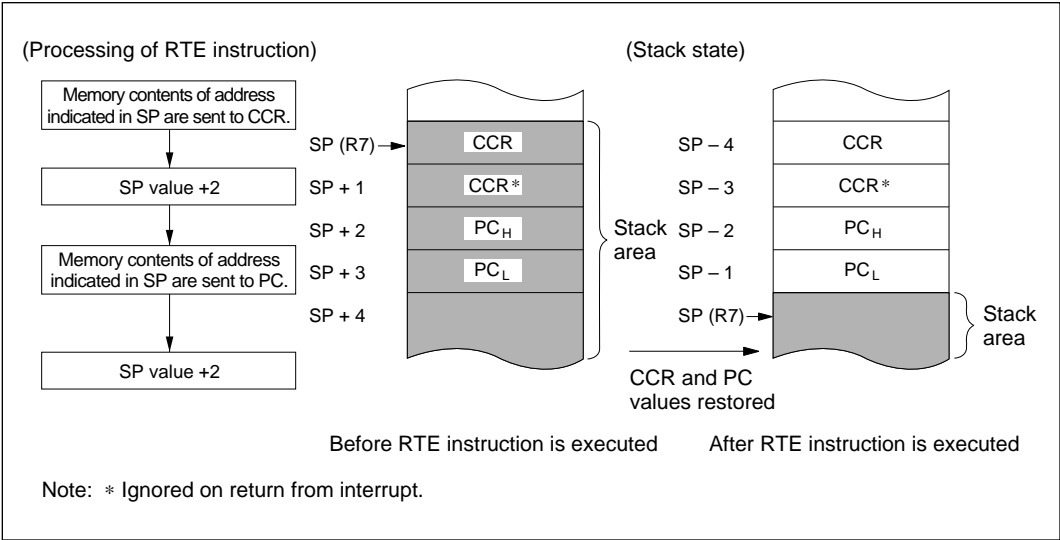 (Processing of RTE instruction)
(Stack state)
Memory contents of address
indicated in SP are sent to CCR.
SP value +2
Memory contents of address
indicated in SP are sent to PC.
SP value +2
SP (R7)
SP + 1
SP + 2
SP + 3
SP + 4
CCR
CCR*
PCH
PCL
Stack
area
SP – 4
SP – 3
SP – 2
SP – 1
SP (R7)
CCR
CCR*
PCH
PCL
Stack
area
CCR and PC
values restored
Before RTE instruction is executed
After RTE instruction is executed
Note: * Ignored on return from interrupt.